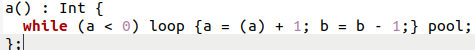 a() : Int {
while (a < 0) loop {a = (a) + 1; b = b - 1;} pool;
};